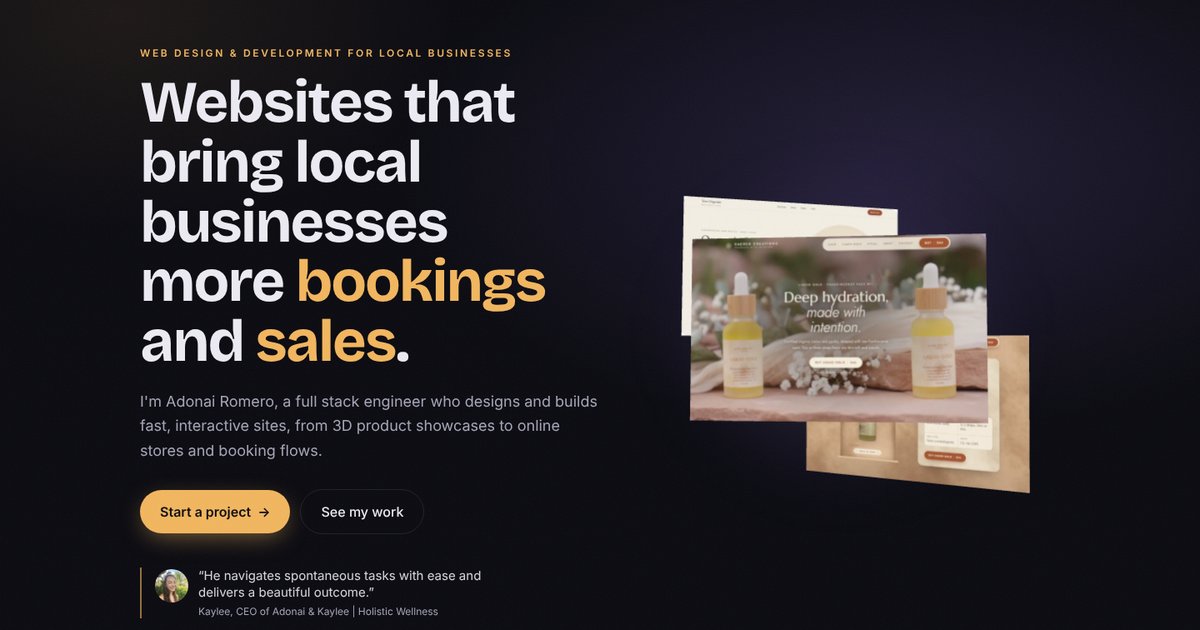 WEB DESIGN & DEVELOPMENT FOR LOCAL BUSINESSES
Websites that
bring local
businesses
more bookings
and sales.
I'm Adonai Romero, a full stack engineer who designs and builds
fast, interactive sites, from 3D product showcases to online
stores and booking flows.
Start a project →
See my work
“He navigates spontaneous tasks with ease and
delivers a beautiful outcome.”
Kaylee, CEO of Adonai & Kaylee | Holistic Wellness
Deep hydration,
made with
intention.